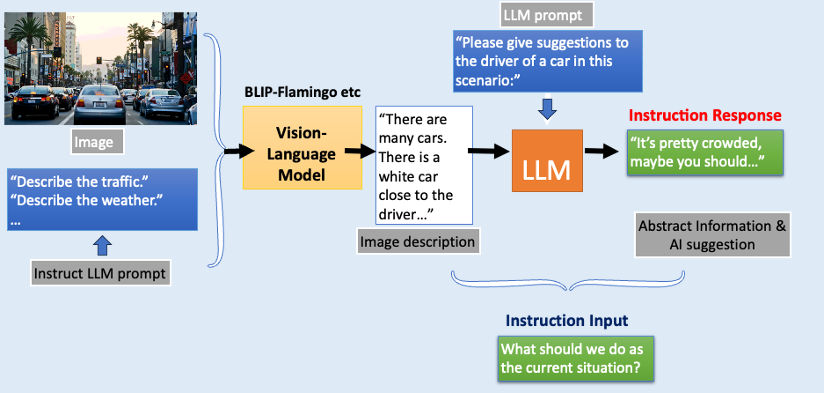 Image
"Describe the traffic."
"Describe the weather."
...
Instruct LLM prompt
BLIP-Flamingo etc
Vision-
Language
Model
"There are
many cars.
There is a
white car
close to the
driver..."
Image description
LLM prompt
"Please give suggestions to
the driver of a car in this
scenario:"
LLM
Instruction Response
"It's pretty crowded,
maybe you should..."
Abstract Information &
AI suggestion
Instruction Input
What should we do as
the current situation?